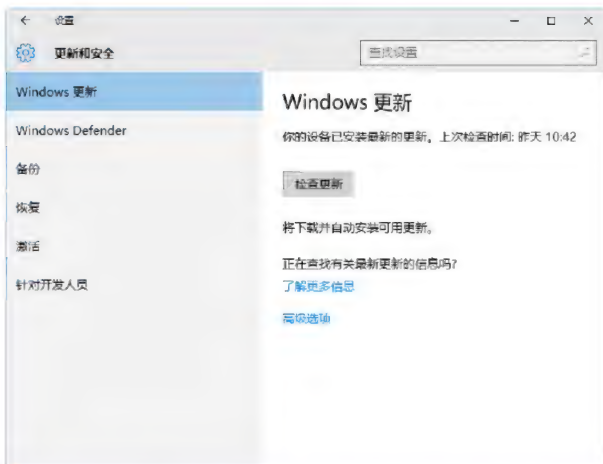 设置
更新和安全
查找设置
Windows 更新
Windows Defender
备份
恢复
激活
针对开发人员
Windows 更新
你的设备已安装最新的更新。上次检查时间: 昨天 10:42
检查更新
将下载并自动安装可用更新。
正在查找有关最新更新的信息吗?
了解更多信息
高级选项